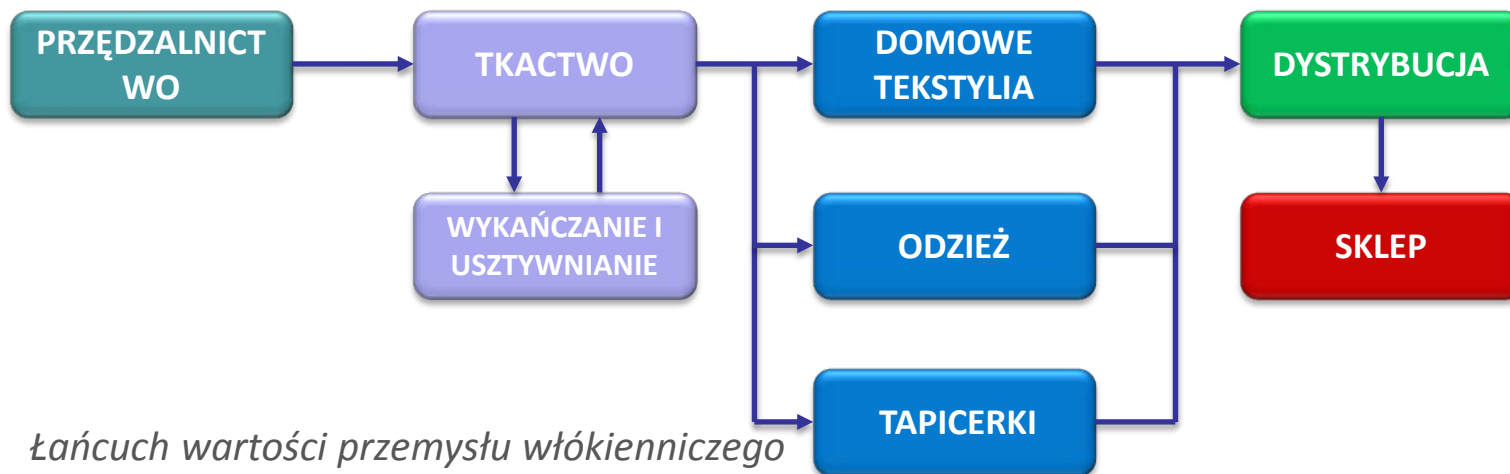 PRZĘDZALNICT
WO
TKACTWO
DOMOWE
TEKSTYLIA
DYSTRYBUCJA
WYKAŃCZANIE I
USZTYWNIANIE
ODZIEŻ
SKLEP
TAPICERKI
Łańcuch wartości przemysłu włókienniczego